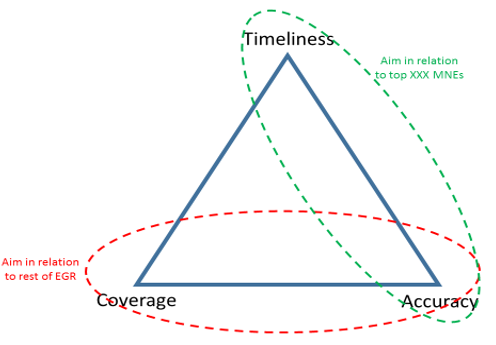 Timeliness
Aim in relation
to top XXX MNEs
Aim in relation
to rest of EGR
Coverage
Accuracy